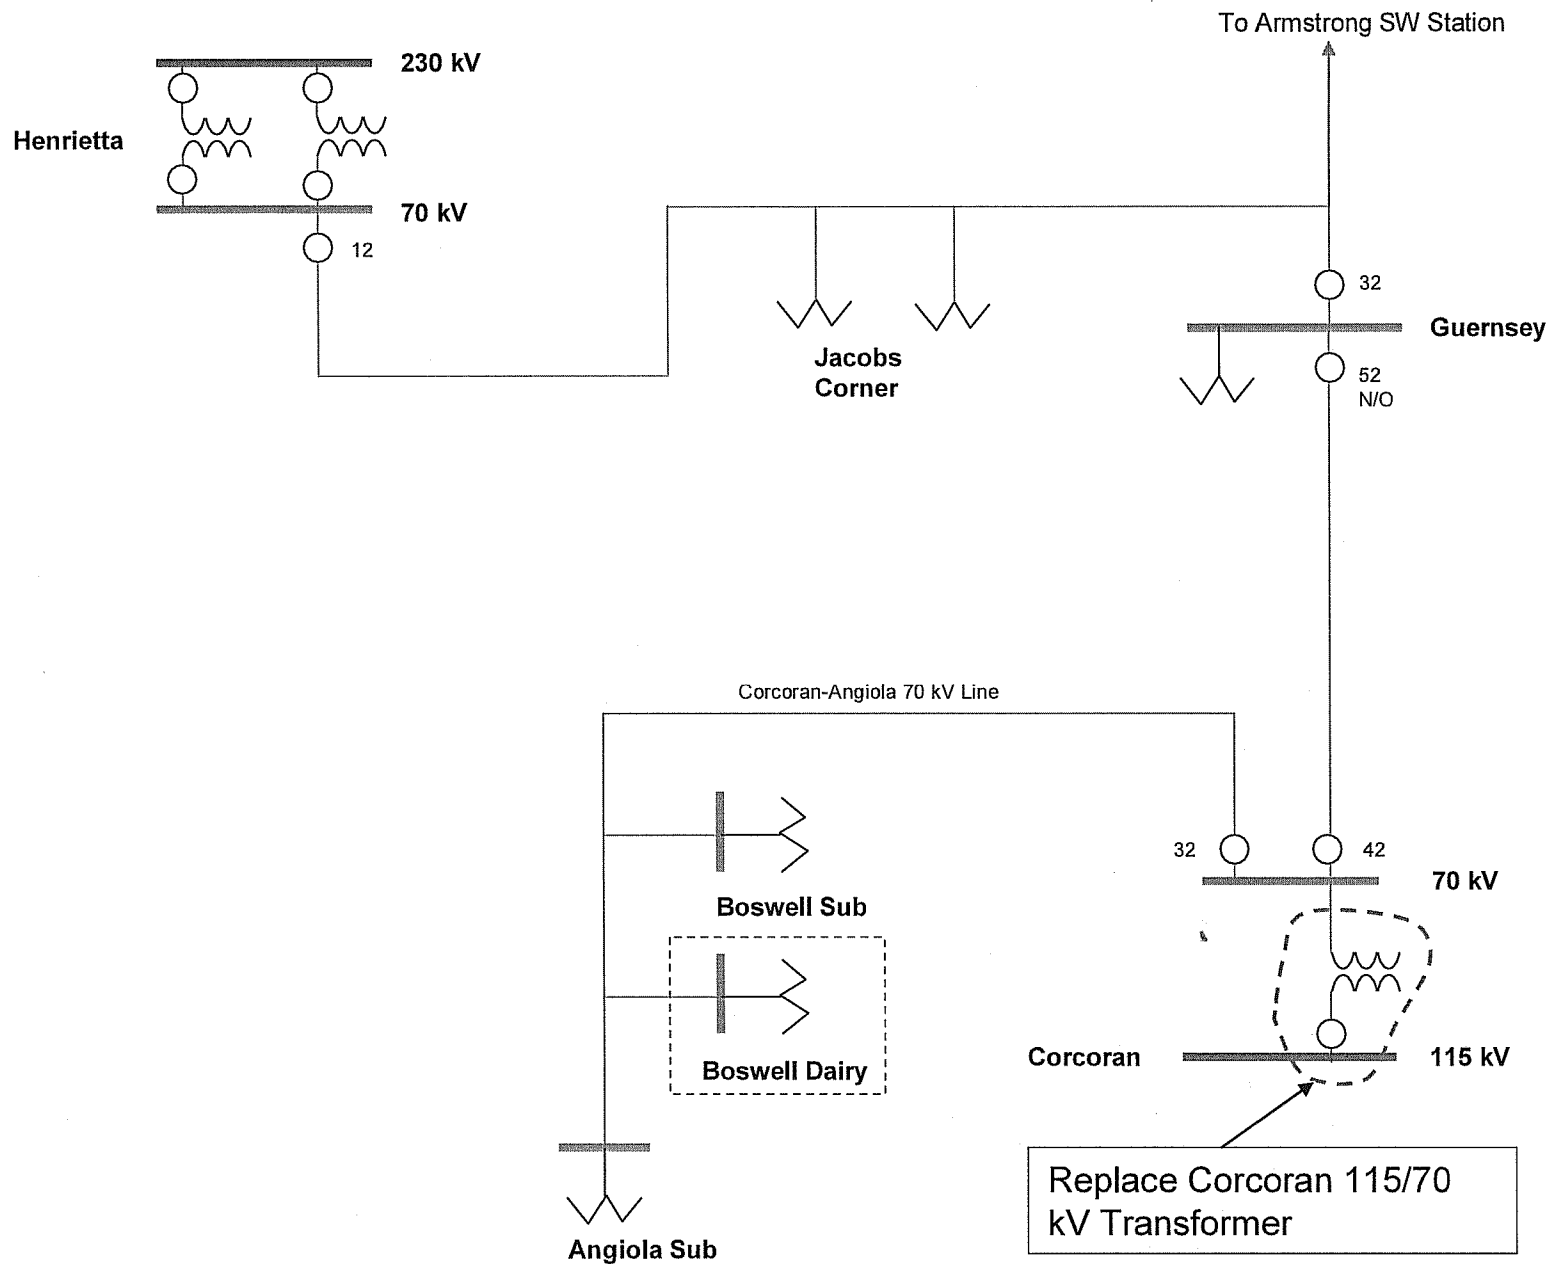 To Armstrong SW Station
230 kV
Henrietta
70 kV
12
32
Guernsey
52
N/O
Jacobs
Corner
Corcoran-Angiola 70 kV Line
32
42
70 kV
Boswell Sub
Corcoran
115 kV
Boswell Dairy
Replace Corcoran 115/70
kV Transformer
Angiola Sub